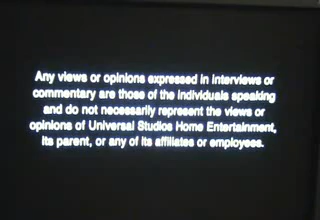 Any views or opinions expressed in interviews or
commentary are those of the individuals speaking
and do not necessarily represent the views or
opinions of Universal Studios Home Entertainment,
its parent, or any of its affiliates or employees.